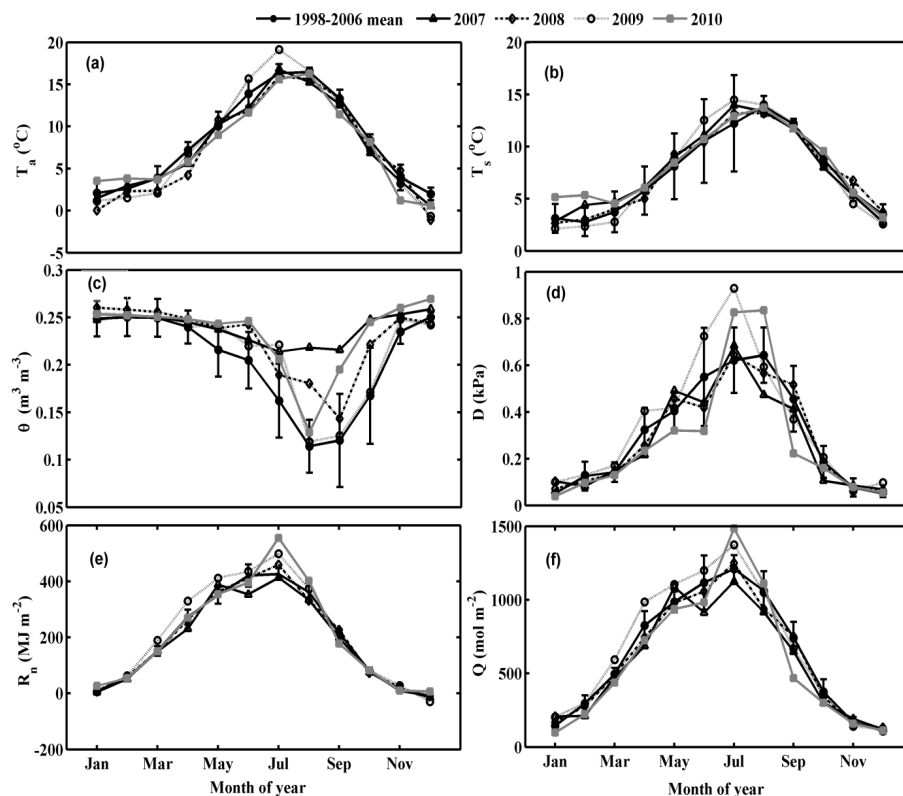 1998-2006 mean 2007 2008 2009 2010
(a)
20
15
10
5
0
-5
T_a (°C)
(b)
20
15
10
5
0
T_s (°C)
(c)
0.3
0.25
0.2
0.15
0.1
0.05
θ (m³ m⁻³)
(d)
1
0.8
0.6
0.4
0.2
0
D (kPa)
(e)
600
400
200
0
-200
R_n (MJ m⁻²)
Jan Mar May Jul Sep Nov
Month of year
(f)
1500
1000
500
0
Q (mol m⁻²)
Jan Mar May Jul Sep Nov
Month of year